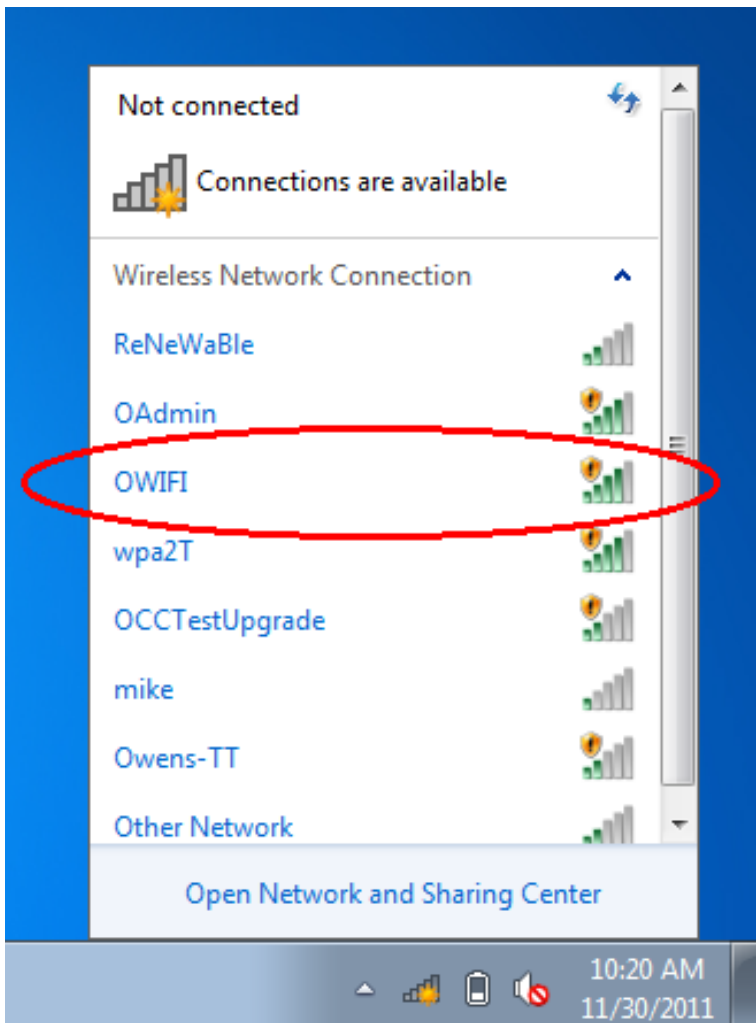 Not connected
Connections are available
Wireless Network Connection
ReNeWaBle
OAdmin
OWIFI
wpa2T
OCCTestUpgrade
mike
Owens-TT
Other Network
Open Network and Sharing Center
10:20 AM
11/30/2011